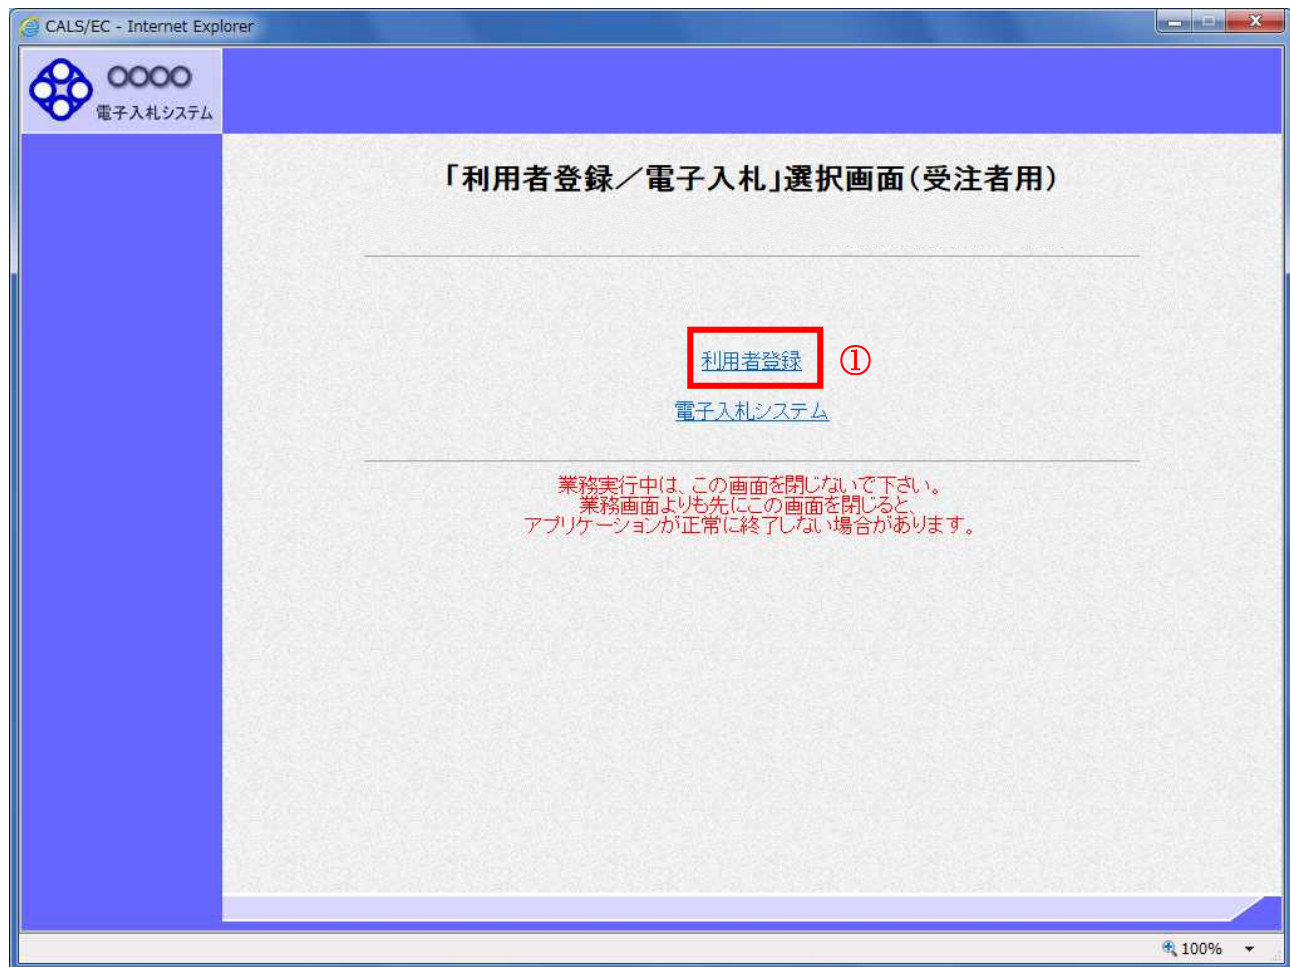 CALS/EC - Internet Explorer
○○○○
電子入札システム
「利用者登録／電子入札」選択画面(受注者用)
利用者登録 ①
電子入札システム
業務実行中は、この画面を閉じないで下さい。
業務画面よりも先にこの画面を閉じると、
アプリケーションが正常に終了しない場合があります。
100%